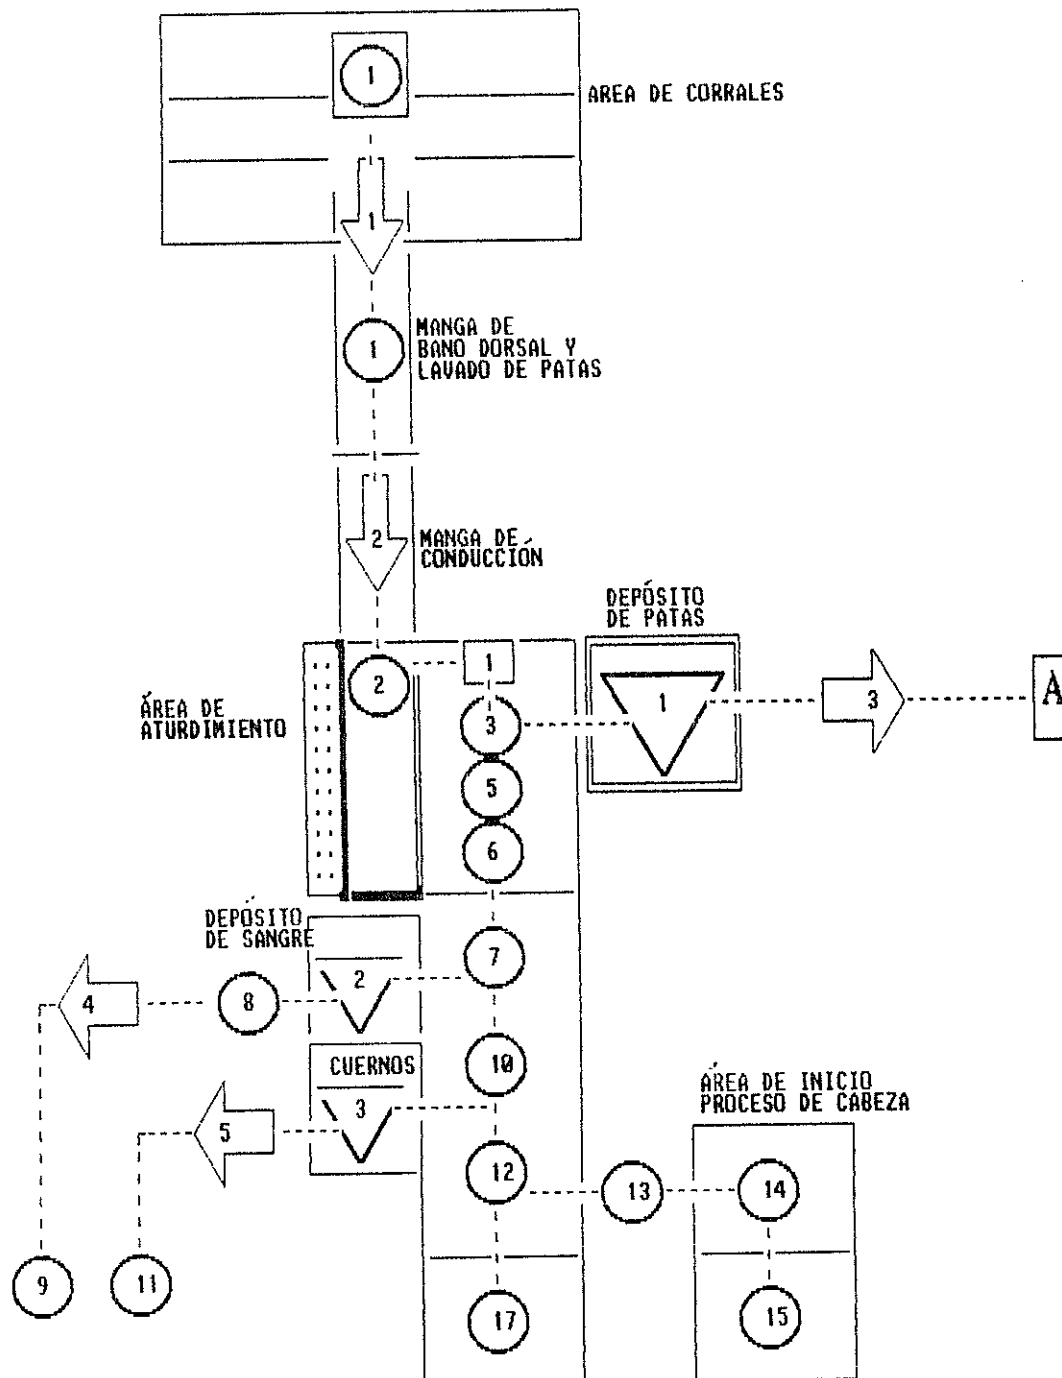 1
AREA DE CORRALES
1
1
MANGA DE
BANO DORSAL Y
LAVADO DE PATAS
2
MANGA DE
CONDUCCIÓN
DEPÓSITO
DE PATAS
1
2
1
3
A
3
ÁREA DE
ATURDIMIENTO
5
6
DEPÓSITO
DE SANGRE
7
2
8
4
10
CUERNOS
3
5
ÁREA DE INICIO
PROCESO DE CABEZA
12
13
14
9
11
17
15